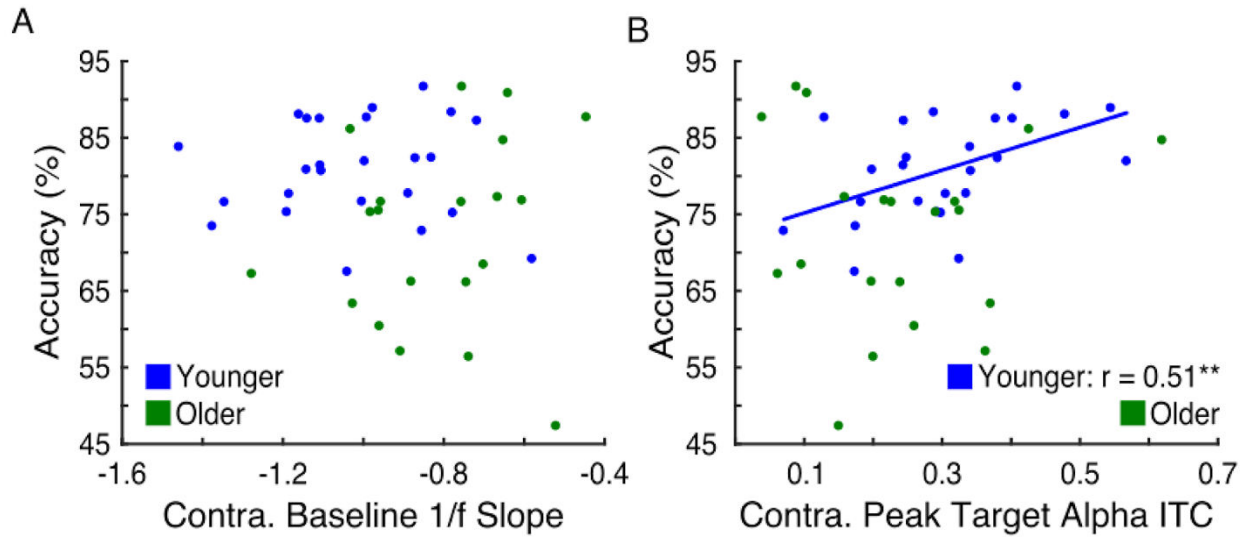 A
Accuracy (%)
95
85
75
65
55
45
Younger
Older
-1.6
-1.2
-0.8
-0.4
Contra. Baseline 1/f Slope
B
Accuracy (%)
95
85
75
65
55
45
Younger: r = 0.51**
Older
0.1
0.3
0.5
0.7
Contra. Peak Target Alpha ITC